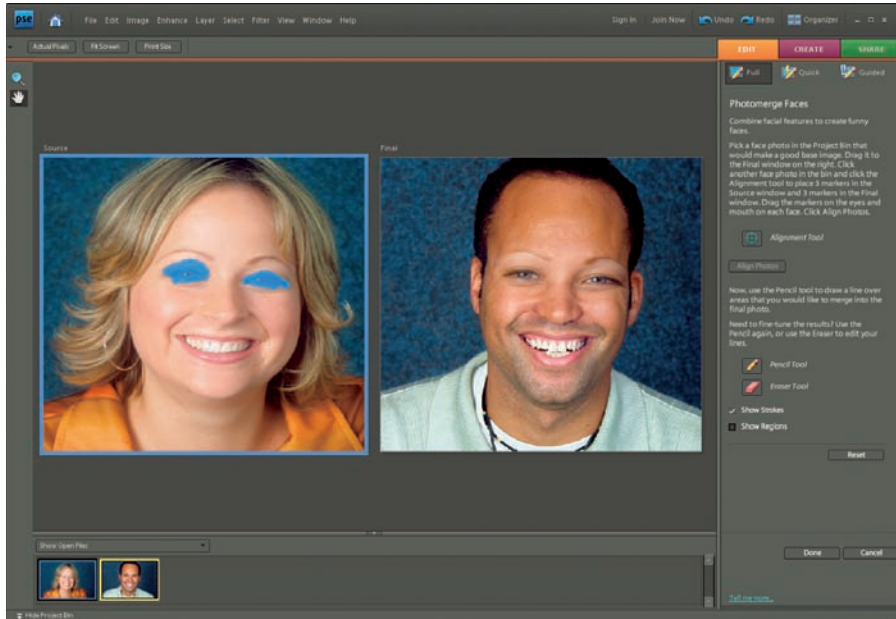 pse File Edit Image Enhance Layer Select Filter View Window Help Sign In Join Now Undo Redo Organizer
Actual Pixels Fit Screen Print Size
EDIT CREATE SHARE
Full Quick Guided
Photomerge Faces
Combine facial features to create funny
faces.
Pick a face photo in the Project Bin that
would make a good base image. Drag it to
the Final window on the right. Click
another face photo in the bin and click the
Alignment tool to place 3 markers in the
Source window and 3 markers in the Final
window. Drag the markers on the eyes and
mouth on each face. Click Align Photos.
Alignment Tool
Align Photos
Now, use the Pencil tool to draw a line over
areas that you would like to merge into the
final photo.
Need to fine-tune the results? Use the
Pencil again, or use the Eraser to edit your
lines.
Pencil Tool
Eraser Tool
Show Strokes
Show Regions
Reset
Done Cancel
Tell me more...
Source Final
Show Open Files
Hide Project Bin